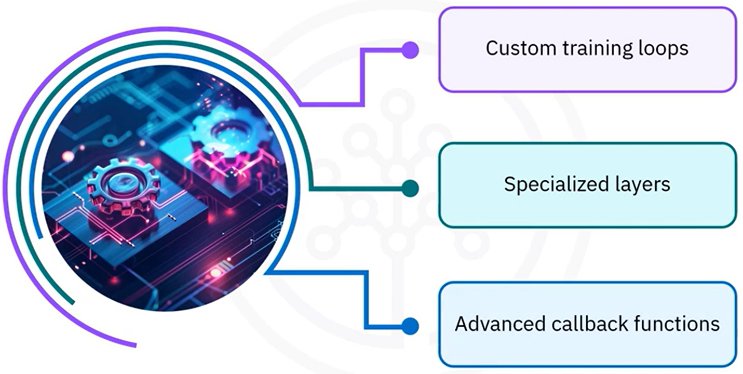 Custom training loops
Specialized layers
Advanced callback functions